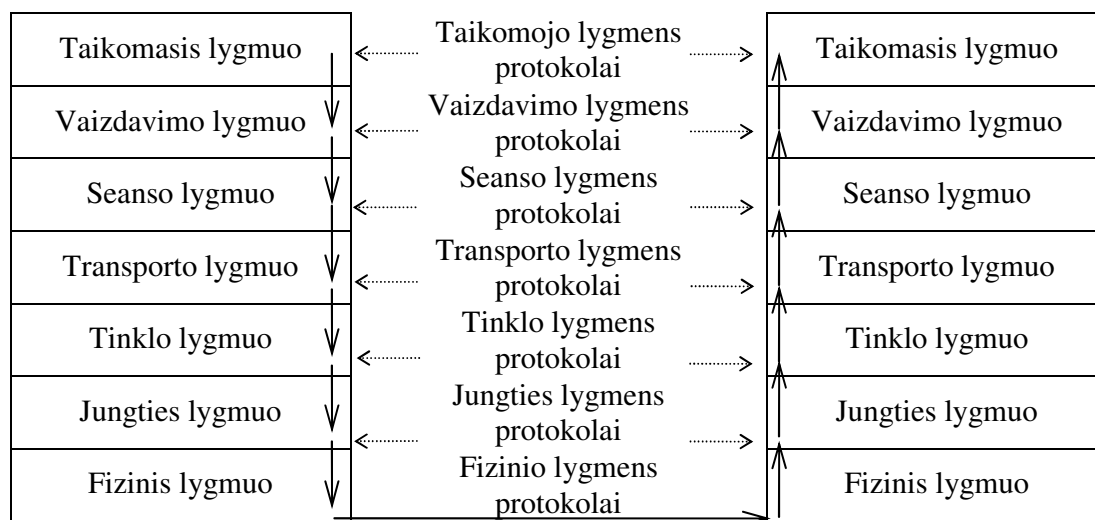 Taikomasis lygmuo
Taikomojo lygmens
protokolai
Taikomasis lygmuo
Vaizdavimo lygmuo
Vaizdavimo lygmens
protokolai
Vaizdavimo lygmuo
Seanso lygmuo
Seanso lygmens
protokolai
Seanso lygmuo
Transporto lygmuo
Transporto lygmens
protokolai
Transporto lygmuo
Tinklo lygmuo
Tinklo lygmens
protokolai
Tinklo lygmuo
Jungties lygmuo
Jungties lygmens
protokolai
Jungties lygmuo
Fizinis lygmuo
Fizinio lygmens
protokolai
Fizinis lygmuo